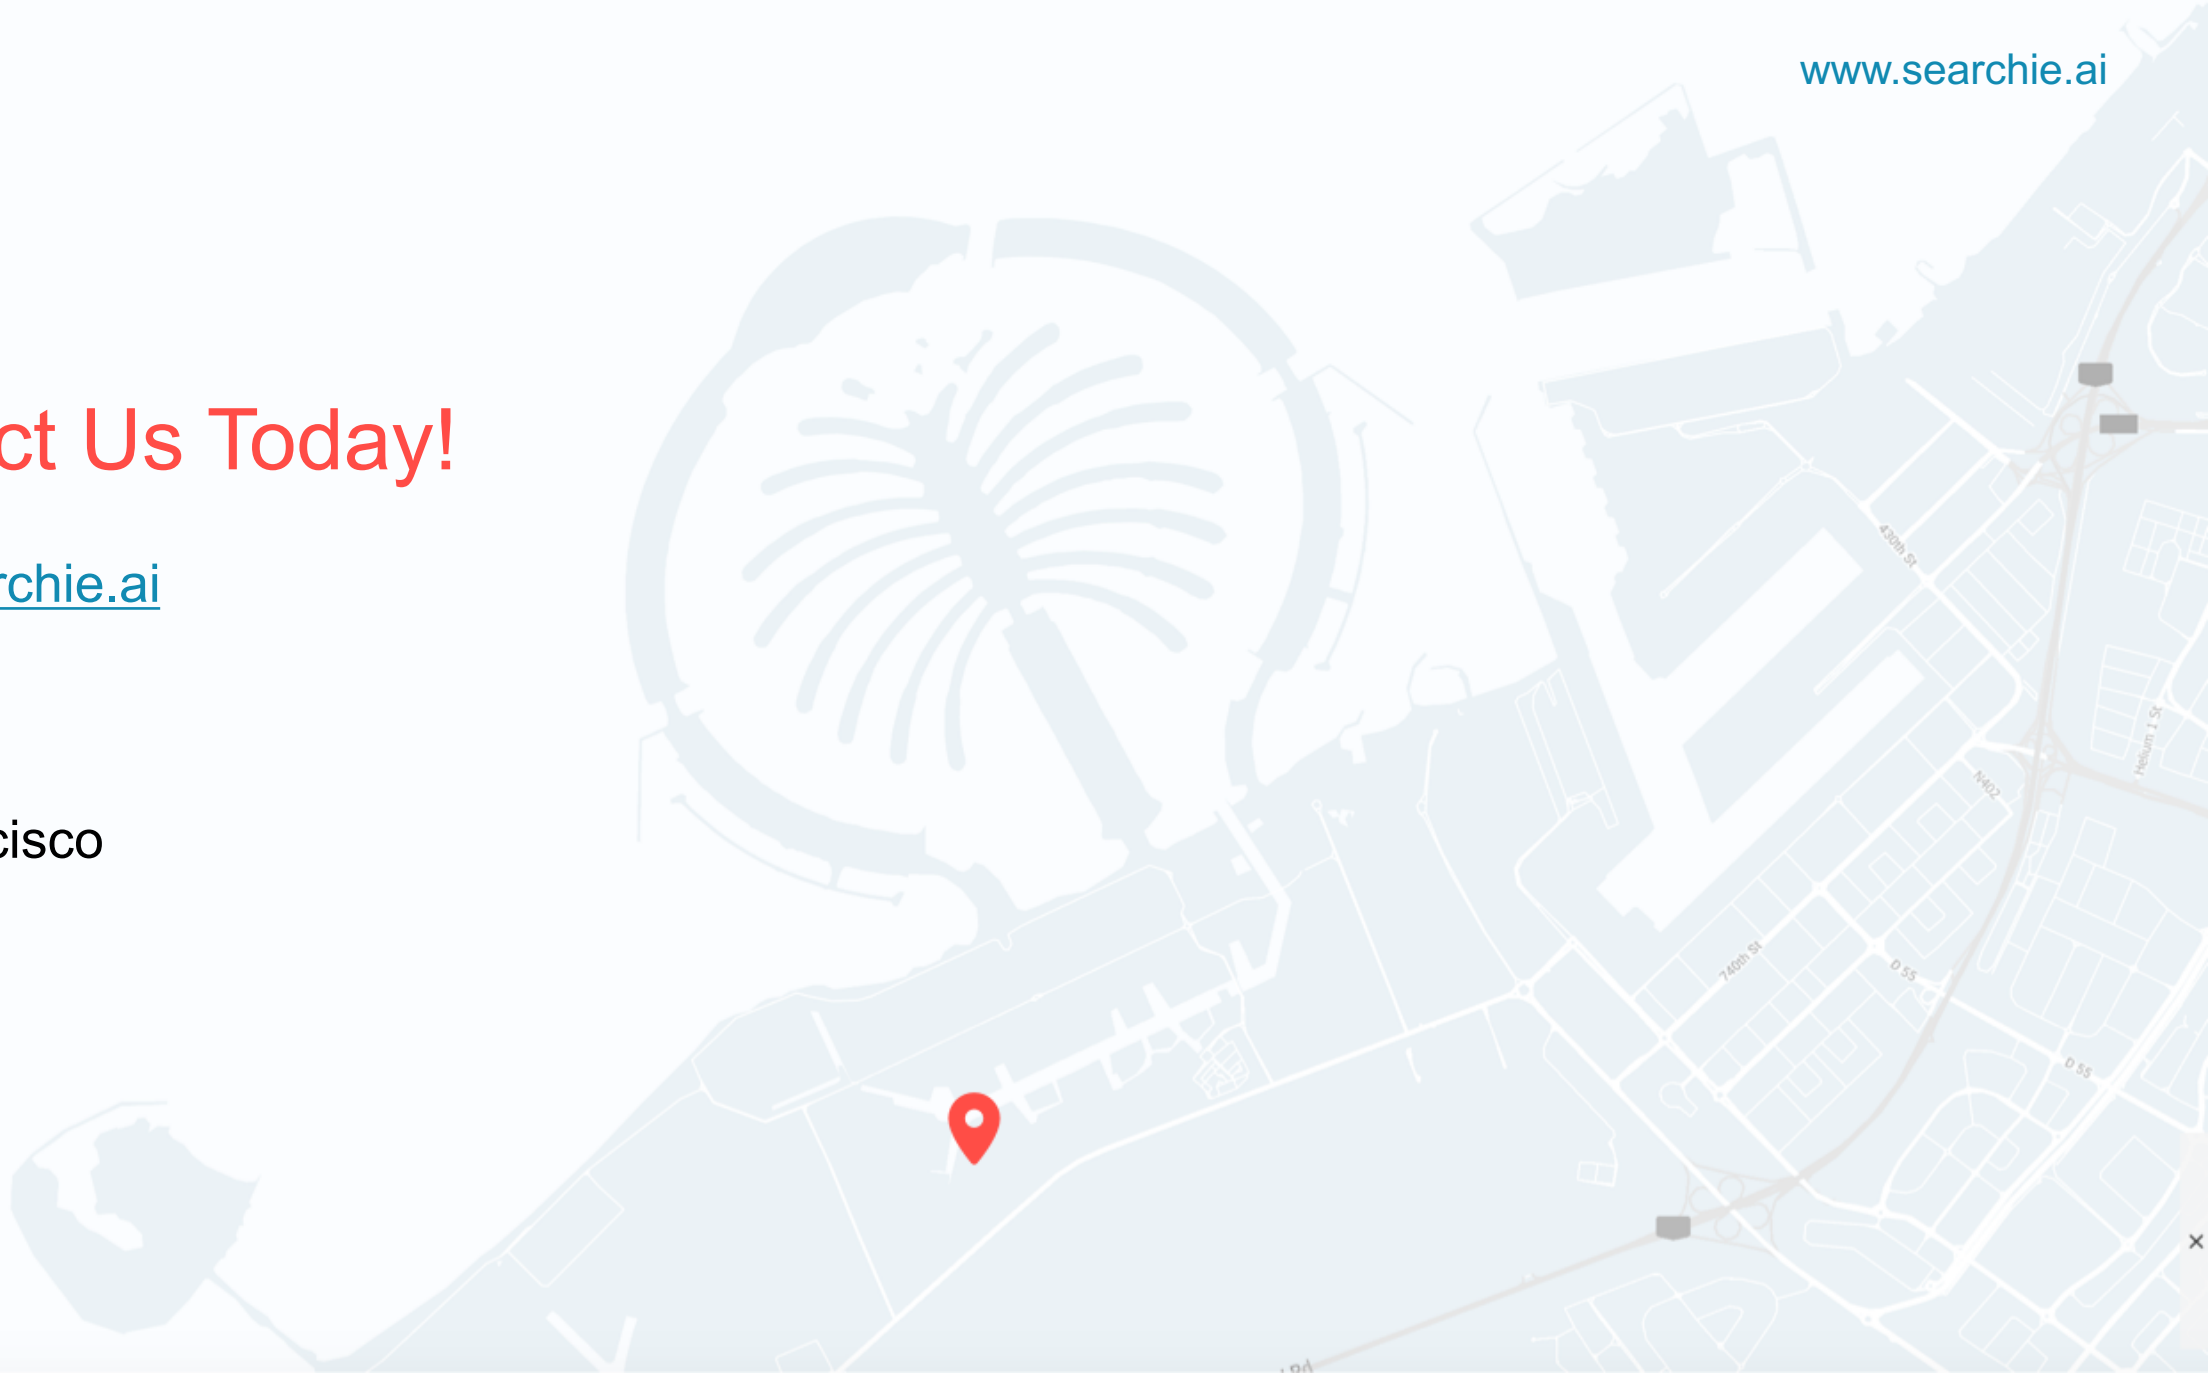 www.searchie.ai
ct Us Today!
rchie.ai
cisco
430th St
Helium 1 St
N402
740th St
D 55
D 55
Rd